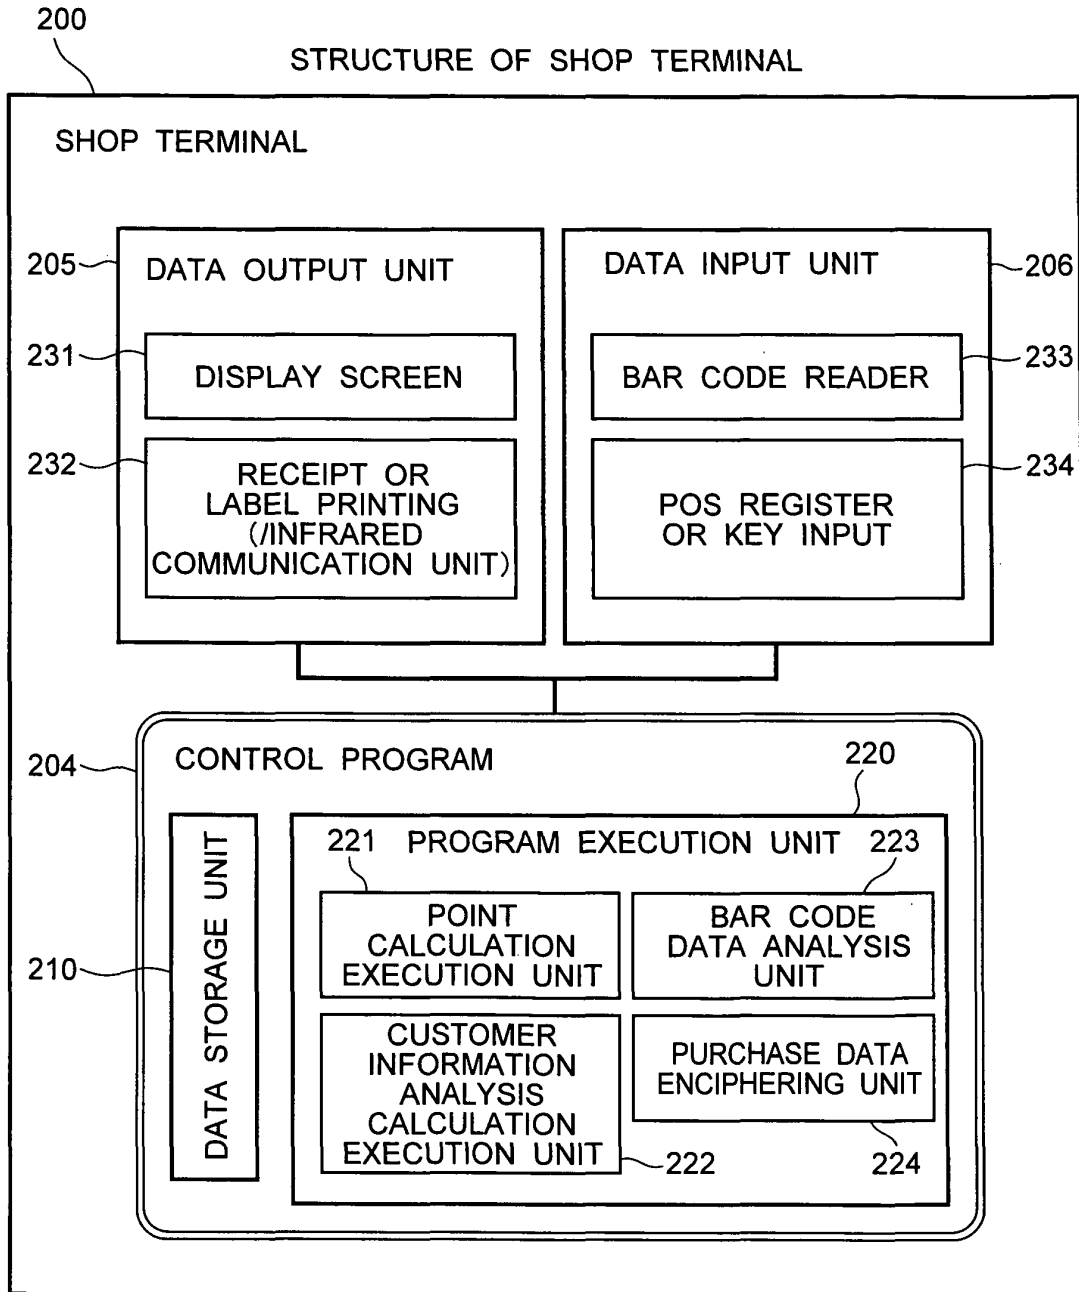 200
STRUCTURE OF SHOP TERMINAL
SHOP TERMINAL
205
DATA OUTPUT UNIT
231
DISPLAY SCREEN
232
RECEIPT OR
LABEL PRINTING
(/INFRARED
COMMUNICATION UNIT)
DATA INPUT UNIT
206
BAR CODE READER
233
POS REGISTER
OR KEY INPUT
234
204
CONTROL PROGRAM
210
DATA STORAGE UNIT
220
PROGRAM EXECUTION UNIT
221
POINT
CALCULATION
EXECUTION UNIT
223
BAR CODE
DATA ANALYSIS
UNIT
CUSTOMER
INFORMATION
ANALYSIS
CALCULATION
EXECUTION UNIT
222
PURCHASE DATA
ENCIPHERING UNIT
224